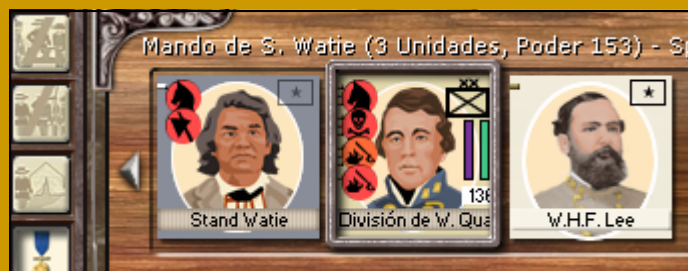 Mando de S. Watie (3 Unidades, Poder 153) - S
136
Stand Watie
División de W. Qua
W.H.F. Lee